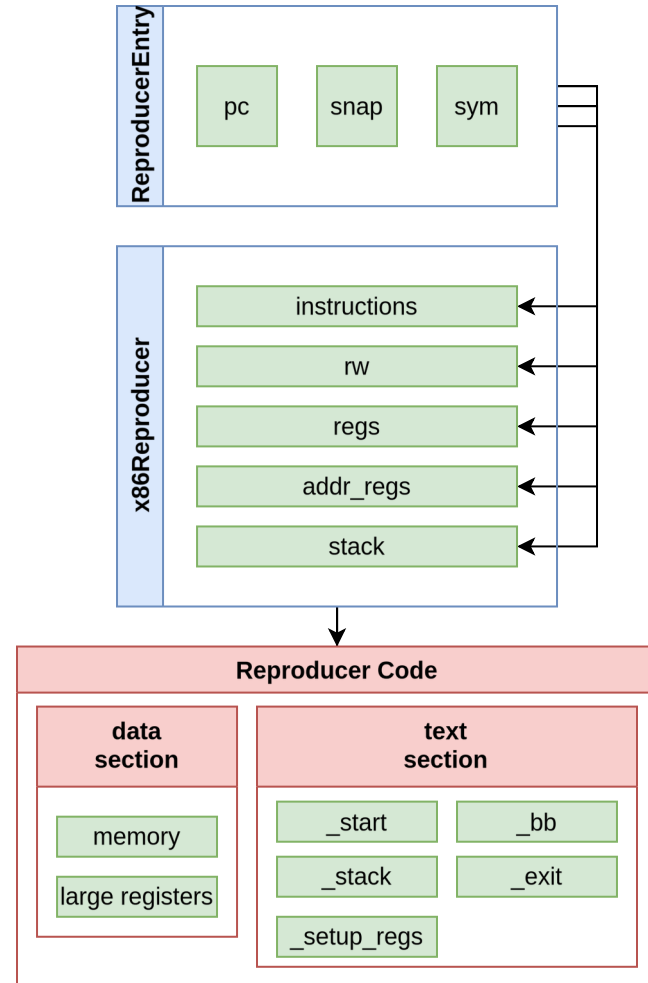 ReproducerEntry
pc
snap
sym
x86Reproducer
instructions
rw
regs
addr_regs
stack
Reproducer Code
data
section
memory
large registers
text
section
_start
_bb
_stack
_exit
_setup_regs